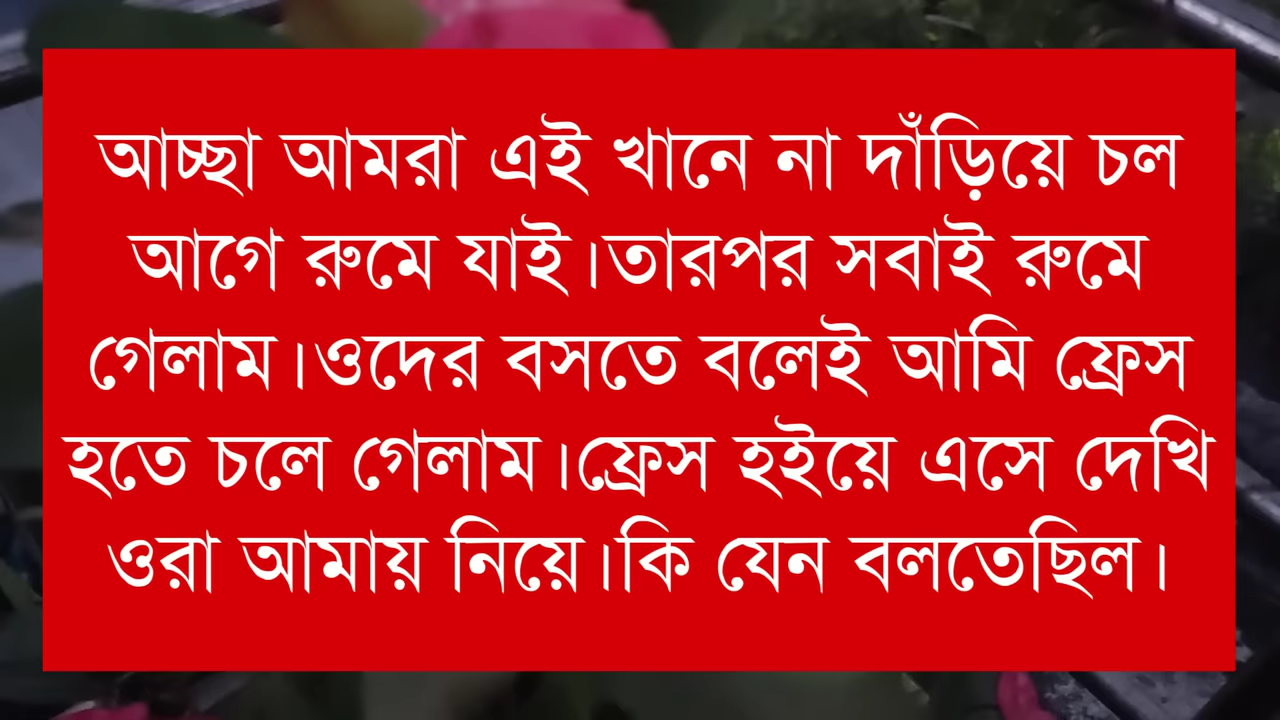 আচ্ছা আমরা এই খানে না দাঁড়িয়ে চল
আগে রুমে যাই।তারপর সবাই রুমে
গেলাম।ওদের বসতে বলেই আমি ফ্রেস
হতে চলে গেলাম।ফ্রেস হইয়ে এসে দেখি
ওরা আমায় নিয়ে।কি যেন বলতেছিল।